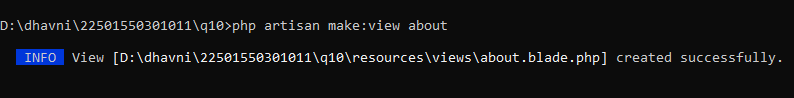 D:\dhavni\22501550301011\q10>php artisan make:view about
INFO View [D:\dhavni\22501550301011\q10\resources\views\about.blade.php] created successfully.